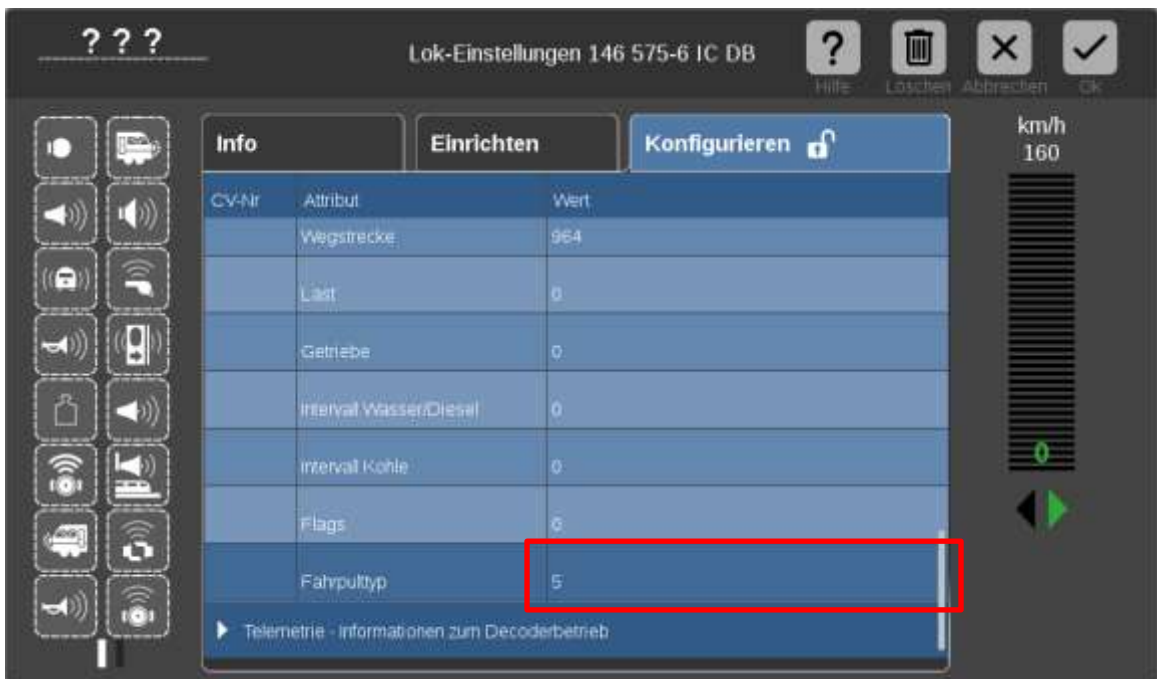 ? ? ?
Lok-Einstellungen 146 575-6 IC DB
?
Hilfe
Löschen
Abbrechen
Ok
Info
Einrichten
Konfigurieren
km/h
160
CV-Nr
Attribut
Wert
Wegstrecke
964
Last
0
Getriebe
0
Intervall Wasser/Diesel
0
Intervall Kohle
0
Flags
0
Fahrpulttyp
5
Telemetrie - Informationen zum Decoderbetrieb
0